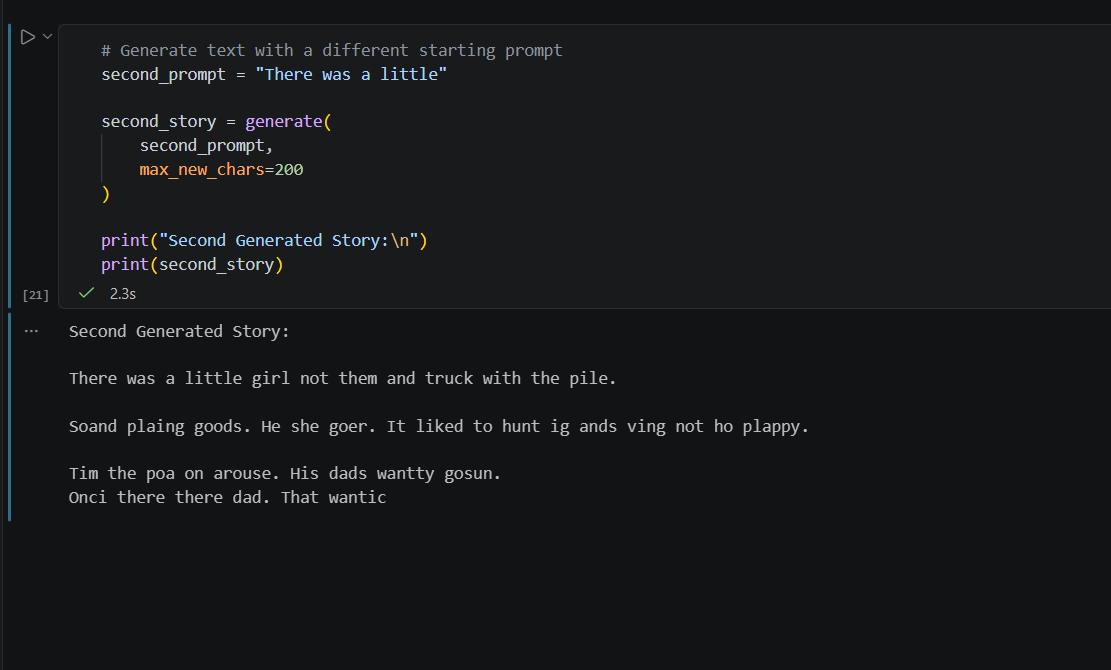 # Generate text with a different starting prompt
second_prompt = "There was a little"
second_story = generate(
second_prompt,
max_new_chars=200
)
print("Second Generated Story:\n")
print(second_story)
[21]
2.3s
...
Second Generated Story:
There was a little girl not them and truck with the pile.
Soand plaing goods. He she goer. It liked to hunt ig ands ving not ho plappy.
Tim the poa on arouse. His dads wantty gosun.
Onci there there dad. That wantic